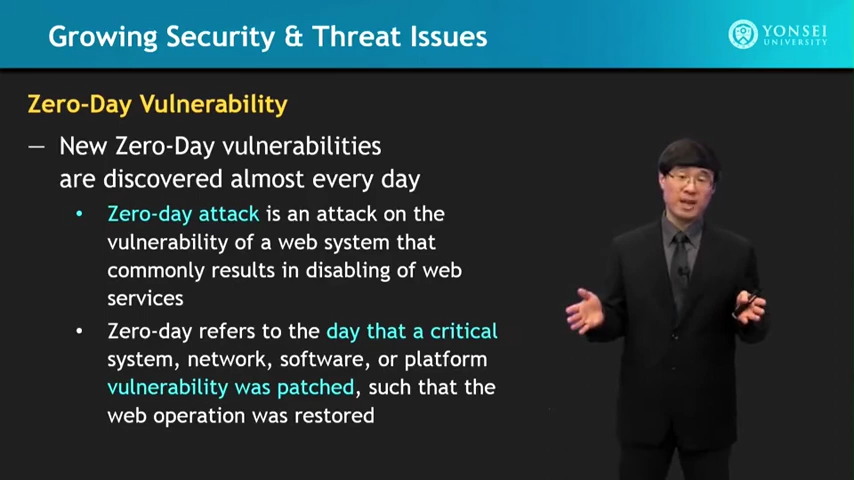 Growing Security & Threat Issues
YONSEI
UNIVERSITY
Zero-Day Vulnerability
— New Zero-Day vulnerabilities
are discovered almost every day
• Zero-day attack is an attack on the
vulnerability of a web system that
commonly results in disabling of web
services
• Zero-day refers to the day that a critical
system, network, software, or platform
vulnerability was patched, such that the
web operation was restored